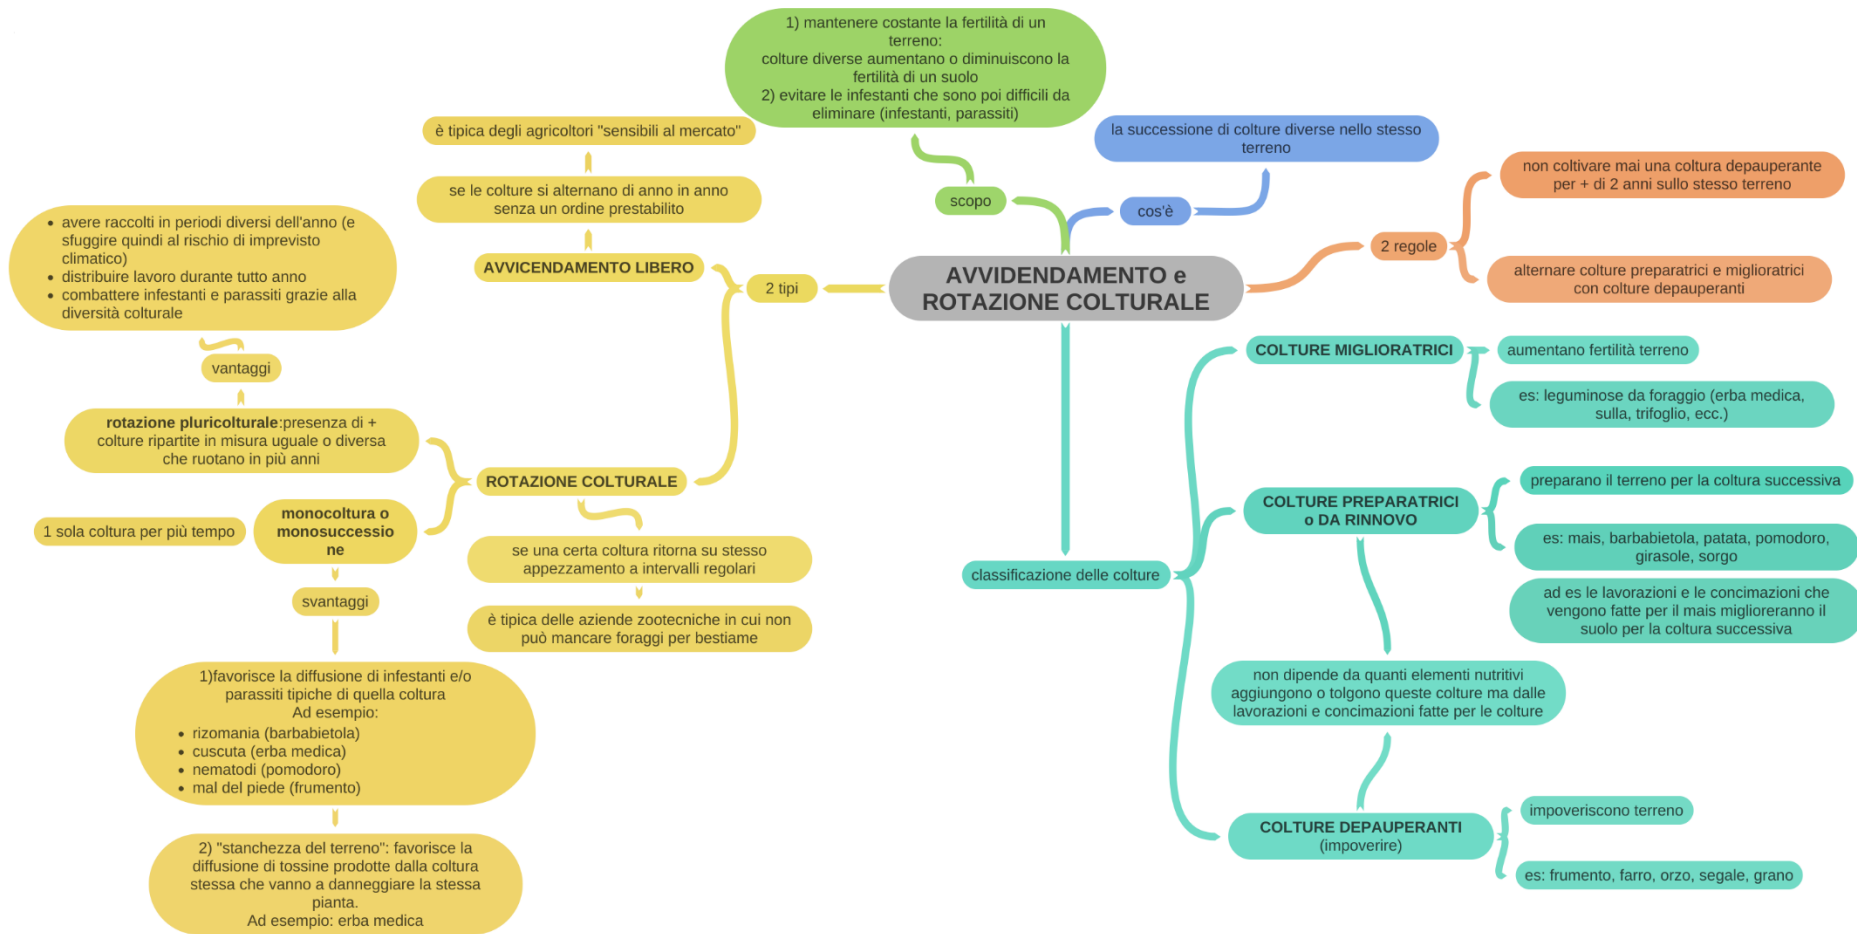 AVVIDENDAMENTO e
ROTAZIONE COLTURALE
scopo
1) mantenere costante la fertilità di un
terreno:
colture diverse aumentano o diminuiscono la
fertilità di un suolo
2) evitare le infestanti che sono poi difficili da
eliminare (infestanti, parassiti)
cos'è
la successione di colture diverse nello stesso
terreno
2 regole
non coltivare mai una coltura depauperante
per + di 2 anni sullo stesso terreno
alternare colture preparatrici e miglioratrici
con colture depauperanti
classificazione delle colture
COLTURE MIGLIORATRICI
aumentano fertilità terreno
es: leguminose da foraggio (erba medica,
sulla, trifoglio, ecc.)
COLTURE PREPARATRICI
o DA RINNOVO
preparano il terreno per la coltura successiva
es: mais, barbabietola, patata, pomodoro,
girasole, sorgo
ad es le lavorazioni e le concimazioni che
vengono fatte per il mais miglioreranno il
suolo per la coltura successiva
non dipende da quanti elementi nutritivi
aggiungono o tolgono queste colture ma dalle
lavorazioni e concimazioni fatte per le colture
COLTURE DEPAUPERANTI
(impoverire)
impoveriscono terreno
es: frumento, farro, orzo, segale, grano
2 tipi
AVVICENDAMENTO LIBERO
se le colture si alternano di anno in anno
senza un ordine prestabilito
è tipica degli agricoltori "sensibili al mercato"
ROTAZIONE COLTURALE
se una certa coltura ritorna su stesso
appezzamento a intervalli regolari
è tipica delle aziende zootecniche in cui non
può mancare foraggi per bestiame
rotazione pluricolturale:presenza di +
colture ripartite in misura uguale o diversa
che ruotano in più anni
vantaggi
• avere raccolti in periodi diversi dell'anno (e
sfuggire quindi al rischio di imprevisto
climatico)
• distribuire lavoro durante tutto anno
• combattere infestanti e parassiti grazie alla
diversità colturale
monocoltura o
monosuccessio
ne
1 sola coltura per più tempo
svantaggi
1)favorisce la diffusione di infestanti e/o
parassiti tipiche di quella coltura
Ad esempio:
• rizomania (barbabietola)
• cuscuta (erba medica)
• nematodi (pomodoro)
• mal del piede (frumento)
2) "stanchezza del terreno": favorisce la
diffusione di tossine prodotte dalla coltura
stessa che vanno a danneggiare la stessa
pianta.
Ad esempio: erba medica